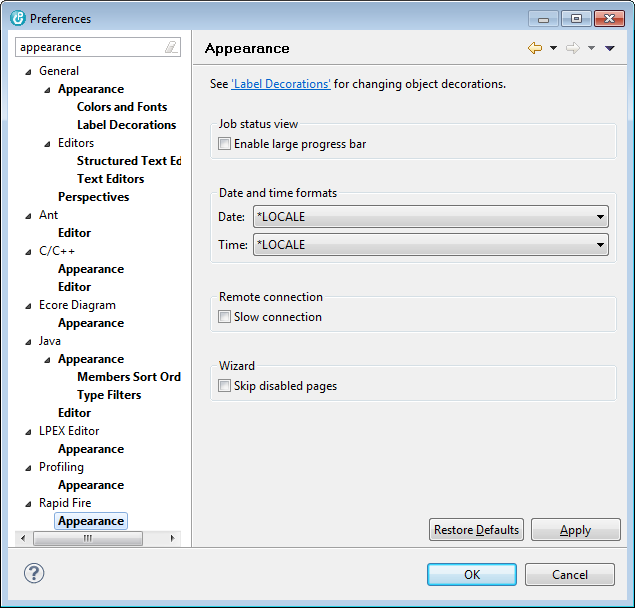 Preferences
appearance
General
Appearance
Colors and Fonts
Label Decorations
Editors
Structured Text Ed
Text Editors
Perspectives
Ant
Editor
C/C++
Appearance
Editor
Ecore Diagram
Appearance
Java
Appearance
Members Sort Ord
Type Filters
Editor
LPEX Editor
Appearance
Profiling
Appearance
Rapid Fire
Appearance
Appearance
See 'Label Decorations' for changing object decorations.
Job status view
Enable large progress bar
Date and time formats
Date: *LOCALE
Time: *LOCALE
Remote connection
Slow connection
Wizard
Skip disabled pages
Restore Defaults Apply
OK Cancel